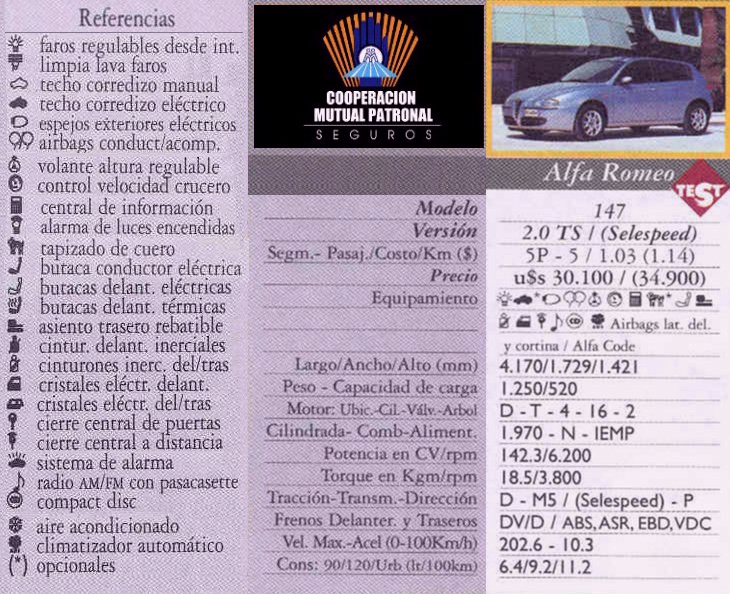 Referencias
faros regulables desde int.
limpia lava faros
techo corredizo manual
techo corredizo eléctrico
espejos exteriores eléctricos
airbags conduct/acomp.
volante altura regulable
control velocidad crucero
central de información
alarma de luces encendidas
tapizado de cuero
butaca conductor eléctrica
butacas delant. eléctricas
butacas delant. térmicas
asiento trasero rebatible
cintur. delant. inerciales
cinturones inerc. del/tras
cristales eléctr. delant.
cristales eléctr. del/tras
cierre central de puertas
cierre central a distancia
sistema de alarma
radio AM/FM con pasacasette
compact disc
aire acondicionado
climatizador automático
(*) opcionales
COOPERACION
MUTUAL PATRONAL
SEGUROS
Alfa Romeo
TEST
Modelo 147
Versión 2.0 TS / (Selespeed)
Segm.- Pasaj./Costo/Km ($) 5P - 5 / 1.03 (1.14)
Precio u$s 30.100 / (34.900)
Equipamiento * *
Airbags lat. del.
y cortina / Alfa Code
Largo/Ancho/Alto (mm) 4.170/1.729/1.421
Peso - Capacidad de carga 1.250/520
Motor: Ubic.-Cil.-Válv.-Arbol D - T - 4 - 16 - 2
Cilindrada- Comb-Aliment. 1.970 - N - IEMP
Potencia en CV/rpm 142.3/6.200
Torque en Kgm/rpm 18.5/3.800
Tracción-Transm.-Dirección D - M5 / (Selespeed) - P
Frenos Delanter. y Traseros DV/D / ABS, ASR, EBD, VDC
Vel. Max.-Acel (0-100Km/h) 202.6 - 10.3
Cons: 90/120/Urb (lt/100km) 6.4/9.2/11.2